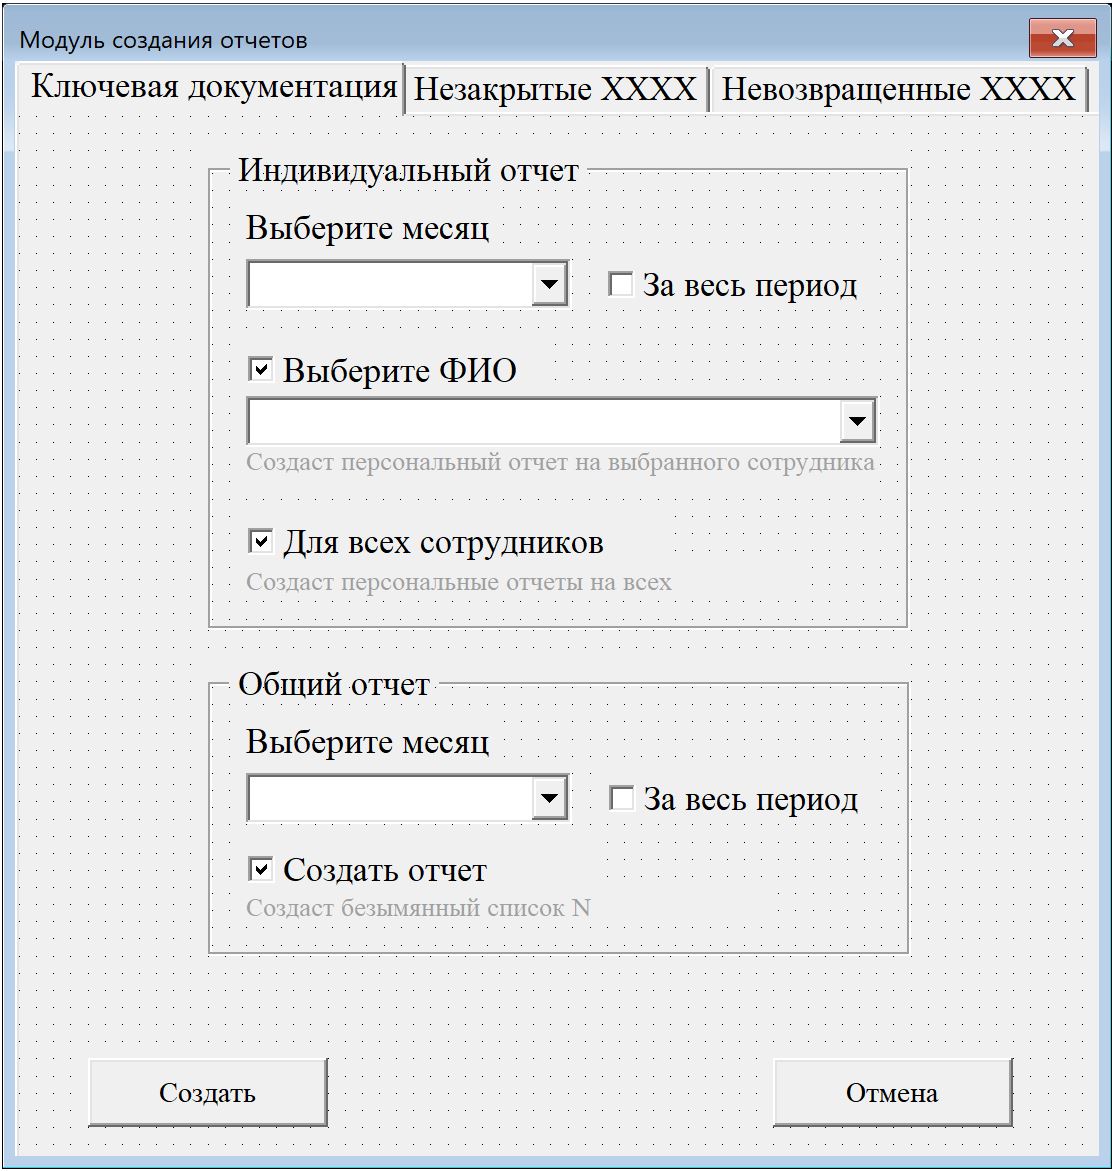 Модуль создания отчетов
Ключевая документация Незакрытые XXXX Невозвращенные XXXX
Индивидуальный отчет
Выберите месяц
За весь период
Выберите ФИО
Создаст персональный отчет на выбранного сотрудника
Для всех сотрудников
Создаст персональные отчеты на всех
Общий отчет
Выберите месяц
За весь период
Создать отчет
Создаст безымянный список N
Создать Отмена